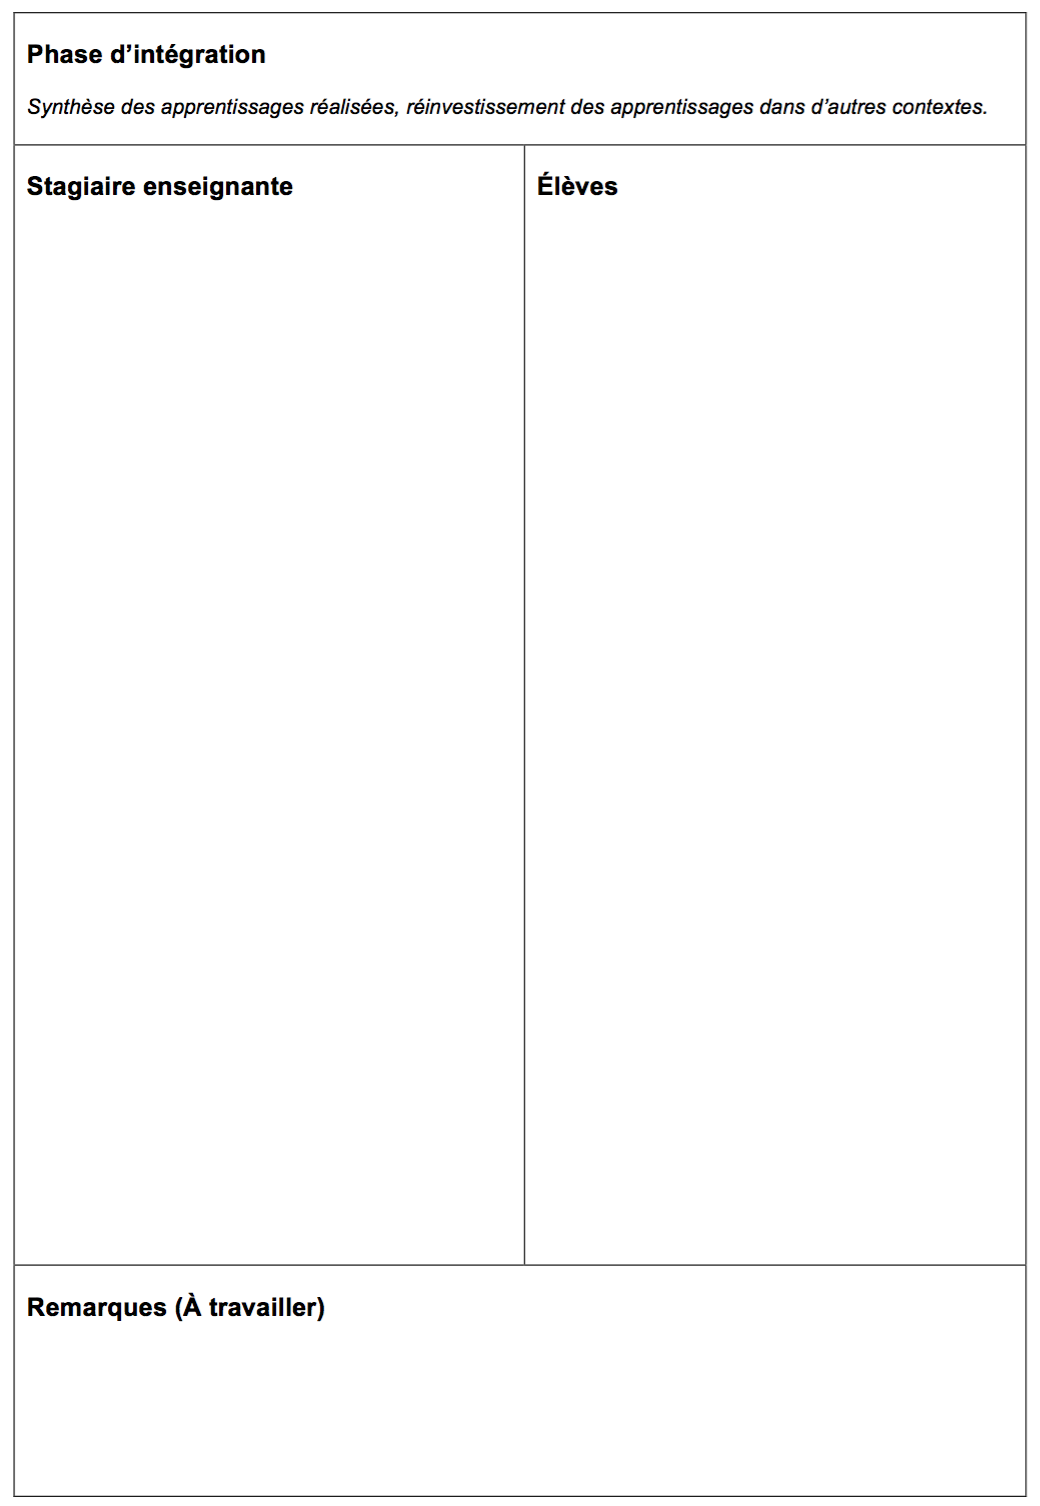 Phase d’intégration
Synthèse des apprentissages réalisées, réinvestissement des apprentissages dans d’autres contextes.
Stagiaire enseignante
Élèves
Remarques (À travailler)